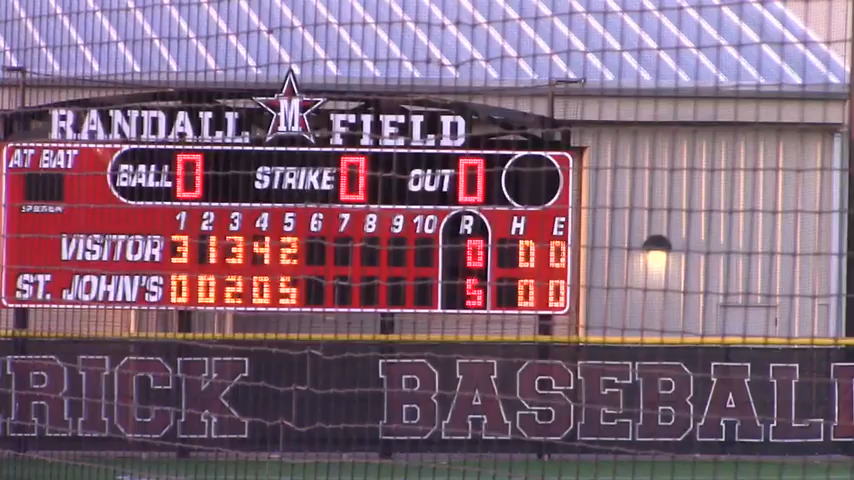 RANDALL M FIELD
AT BAT BALL 0 STRIKE 0 OUT 0
1 2 3 4 5 6 7 8 9 10 R H E
VISITOR 3 1 3 4 2 0 0
ST. JOHN'S 0 0 2 0 5 0 0
RICK BASEBALL